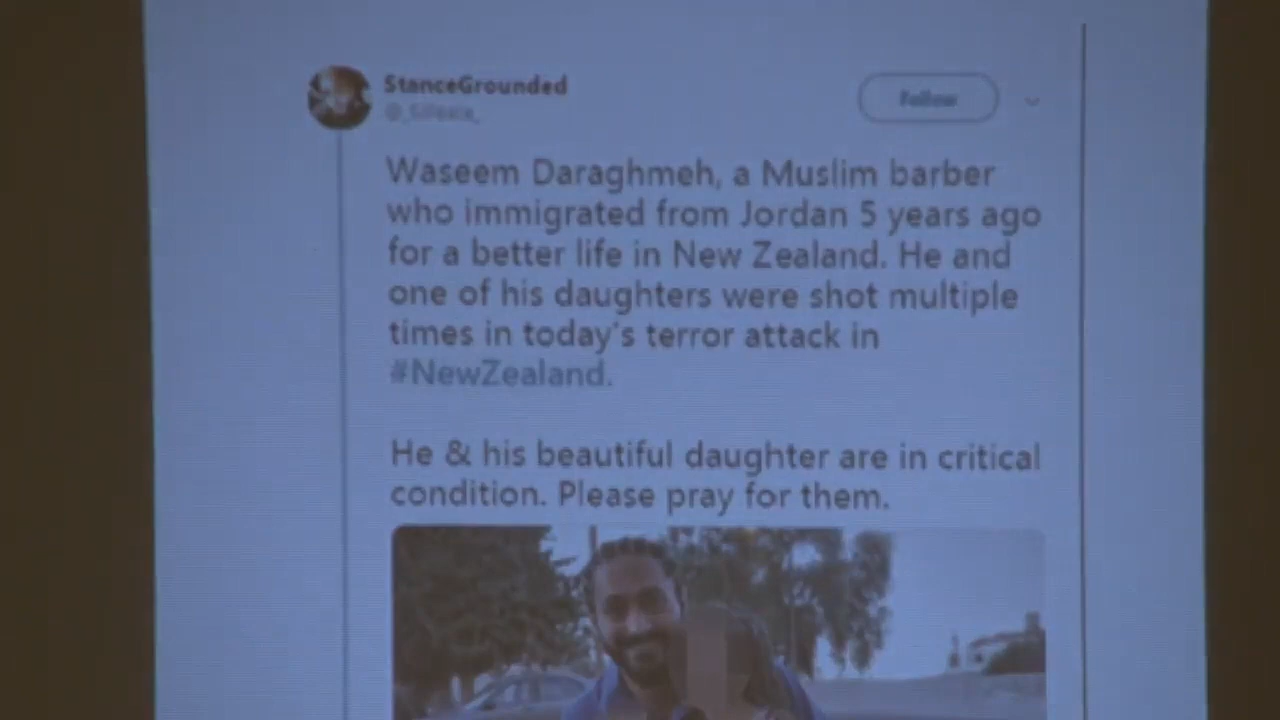 StanceGrounded
Follow
Waseem Daraghmeh, a Muslim barber
who immigrated from Jordan 5 years ago
for a better life in New Zealand. He and
one of his daughters were shot multiple
times in today's terror attack in
#NewZealand.
He & his beautiful daughter are in critical
condition. Please pray for them.